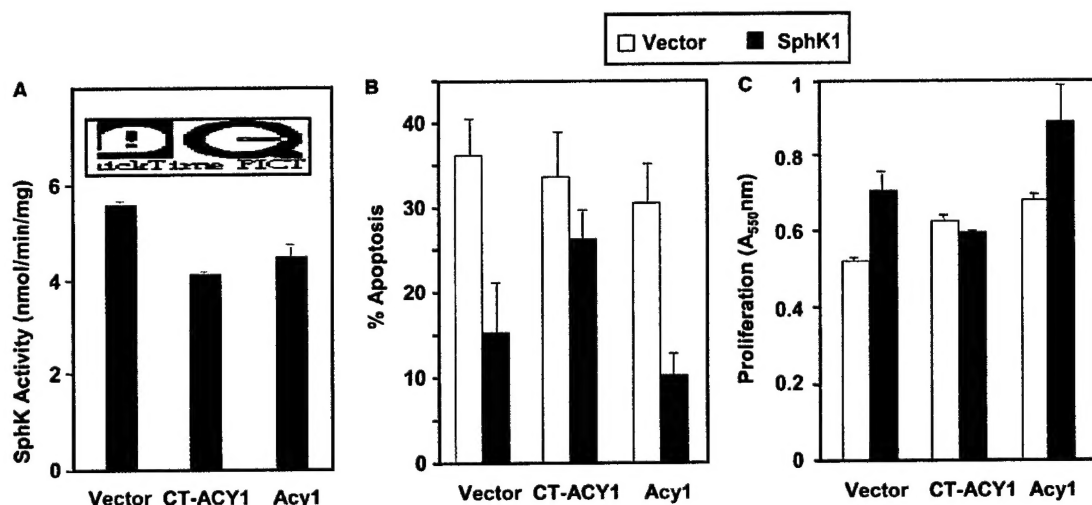 Vector SphK1
A
SphK Activity (nmol/min/mg)
6
4
2
0
uickTime PICT
Vector CT-ACY1 Acy1
B
% Apoptosis
40
30
20
10
0
Vector CT-ACY1 Acy1
C
Proliferation (A550nm)
1
0.8
0.6
0.4
0.2
0
Vector CT-ACY1 Acy1